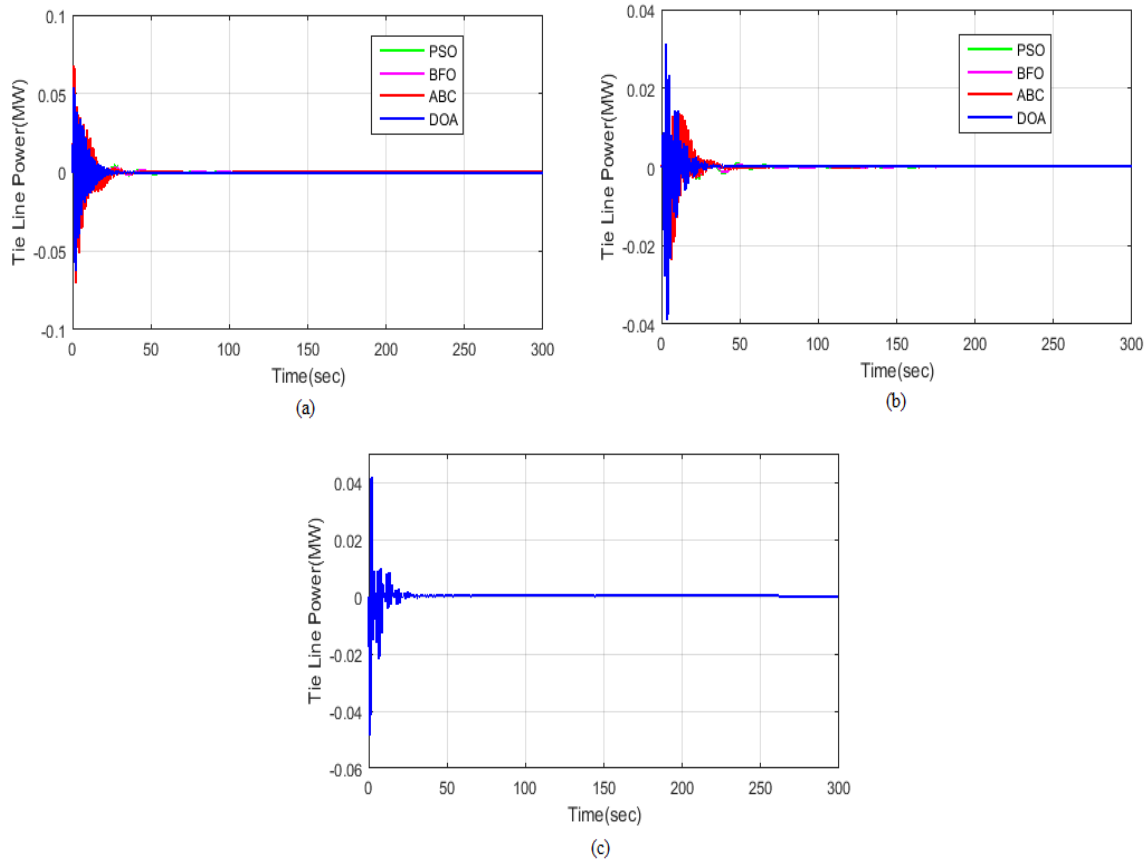 0.1
0.05
0
-0.05
-0.1
Tie Line Power(MW)
PSO
BFO
ABC
DOA
0 50 100 150 200 250 300
Time(sec)
(a)
0.04
0.02
0
-0.02
-0.04
Tie Line Power(MW)
PSO
BFO
ABC
DOA
0 50 100 150 200 250 300
Time(sec)
(b)
0.04
0.02
0
-0.02
-0.04
-0.06
Tie Line Power(MW)
0 50 100 150 200 250 300
Time(sec)
(c)